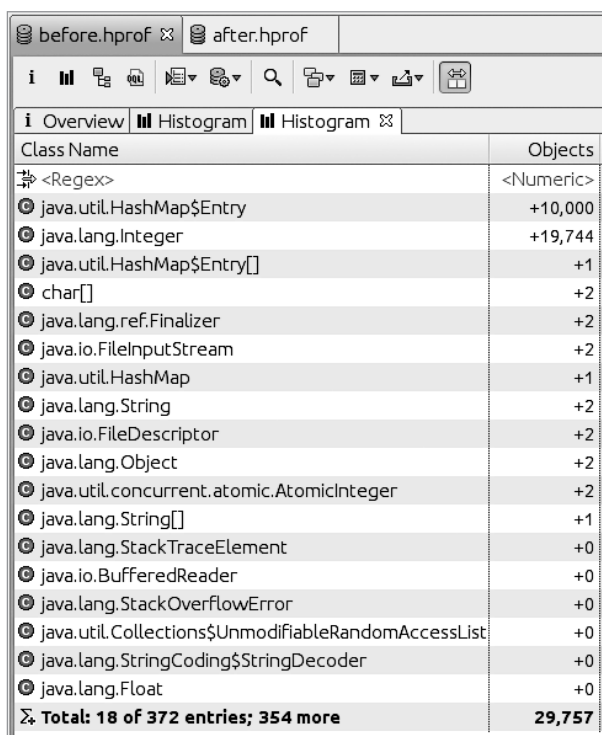 before.hprof after.hprof
i Overview Histogram Histogram
Class Name Objects
<Regex> <Numeric>
java.util.HashMap$Entry +10,000
java.lang.Integer +19,744
java.util.HashMap$Entry[] +1
char[] +2
java.lang.ref.Finalizer +2
java.io.FileInputStream +2
java.util.HashMap +1
java.lang.String +2
java.io.FileDescriptor +2
java.lang.Object +2
java.util.concurrent.atomic.AtomicInteger +2
java.lang.String[] +1
java.lang.StackTraceElement +0
java.io.BufferedReader +0
java.lang.StackOverflowError +0
java.util.Collections$UnmodifiableRandomAccessList +0
java.lang.StringCoding$StringDecoder +0
java.lang.Float +0
Total: 18 of 372 entries; 354 more 29,757